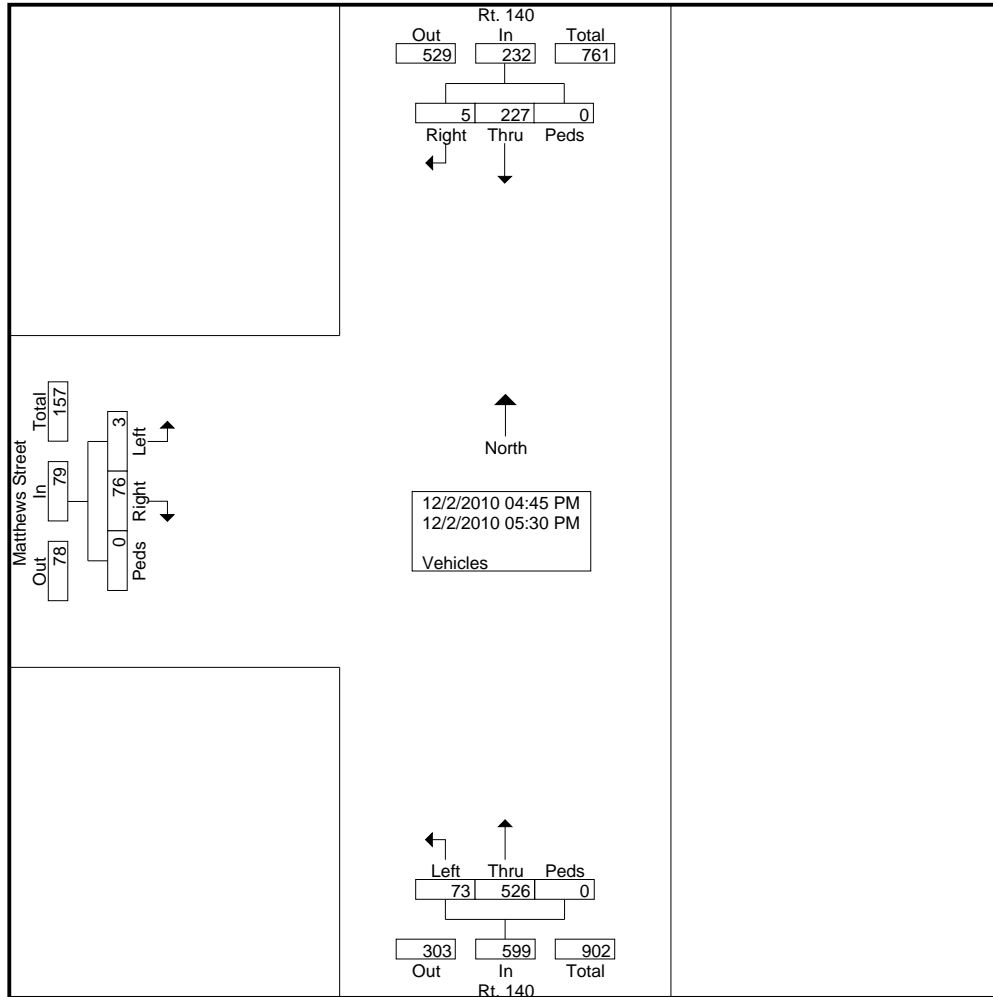 Rt. 140
Out In Total
529 232 761
5 227 0
Right Thru Peds
Matthews Street
Out In Total
78 79 157
0 76 3
Peds Right Left
North
12/2/2010 04:45 PM
12/2/2010 05:30 PM
Vehicles
Left Thru Peds
73 526 0
303 599 902
Out In Total
Rt. 140